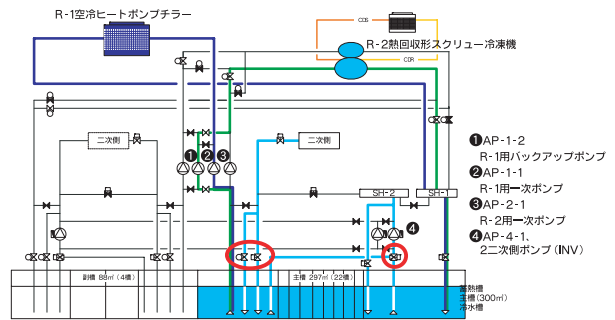 R-1空冷ヒートポンプチラー
COS
R-2熱回収形スクリュー冷凍機
COR
二次側
二次側
❶AP-1-2
R-1用バックアップポンプ
❷AP-1-1
R-1用一次ポンプ
❸AP-2-1
R-2用一次ポンプ
❹AP-4-1、
2二次側ポンプ(INV)
❶ ❷ ❸
SH-2
SH-1
❹
副槽 89㎥(4槽)
主槽 297㎥(22槽)
蓄熱槽
主槽(300㎥)
冷水槽